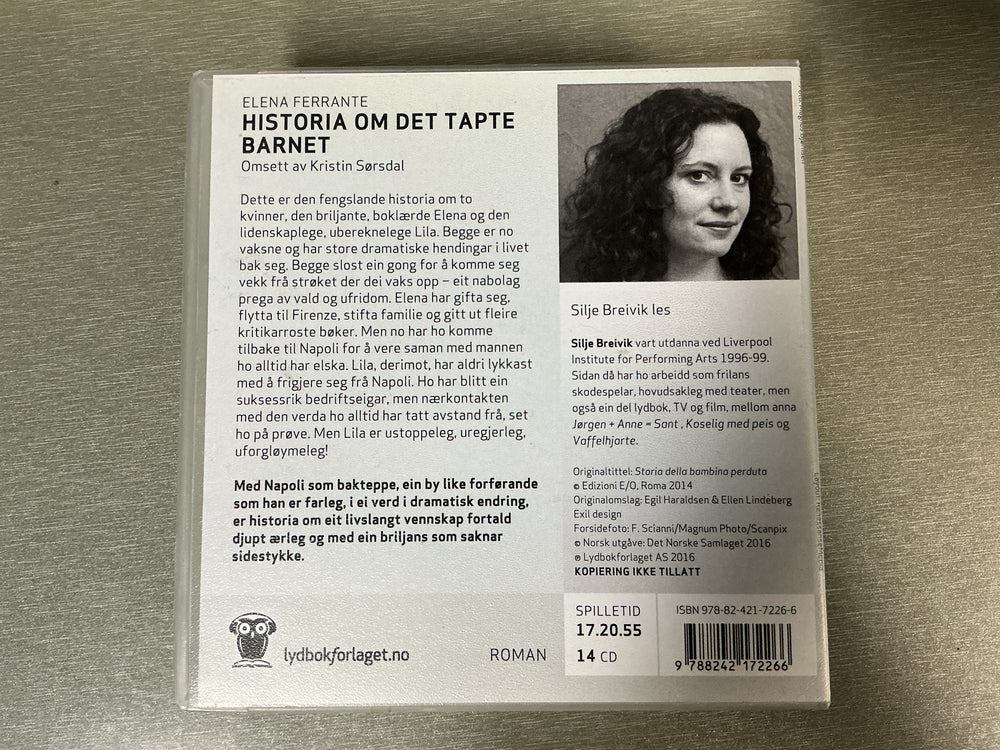 ELENA FERRANTE
HISTORIA OM DET TAPTE
BARNET
Omsett av Kristin Sørsdal
Dette er den fengslande historia om to
kvinner, den briljante, boklærde Elena og den
lidenskaplege, ubereknelege Lila. Begge er no
vaksne og har store dramatiske hendingar i livet
bak seg. Begge slost ein gong for å komme seg
vekk frå strøket der dei vaks opp – eit nabolag
prega av vald og ufridom. Elena har gifta seg,
flytta til Firenze, stifta familie og gitt ut fleire
kritikarroste bøker. Men no har ho komme
tilbake til Napoli for å vere saman med mannen
ho alltid har elska. Lila, derimot, har aldri lykkast
med å frigjere seg frå Napoli. Ho har blitt ein
suksessrik bedriftseigar, men nærkontakten
med den verda ho alltid har tatt avstand frå, set
ho på prøve. Men Lila er ustoppeleg, uregjerleg,
uforgløymeleg!
Med Napoli som bakteppe, ein by like forførande
som han er farleg, i ei verd i dramatisk endring,
er historia om eit livslangt vennskap fortald
djupt ærleg og med ein briljans som saknar
sidestykke.
lydbokforlaget.no
ROMAN
Silje Breivik les
Silje Breivik vart utdanna ved Liverpool
Institute for Performing Arts 1996-99.
Sidan då har ho arbeidd som frilans
skodespelar, hovudsakleg med teater, men
også ein del lydbok, TV og film, mellom anna
Jørgen + Anne = Sant , Koselig med peis og
Vaffelhjarte.
Originaltittel: Storia della bambina perduta
© Edizioni E/O, Roma 2014
Originalomslag: Egil Haraldsen & Ellen Lindeberg
Exil design
Forsidefoto: F. Scianni/Magnum Photo/Scanpix
© Norsk utgåve: Det Norske Samlaget 2016
℗ Lydbokforlaget AS 2016
KOPIERING IKKE TILLATT
SPILLETID
17.20.55
14 CD
ISBN 978-82-421-7226-6
9 788242 172266